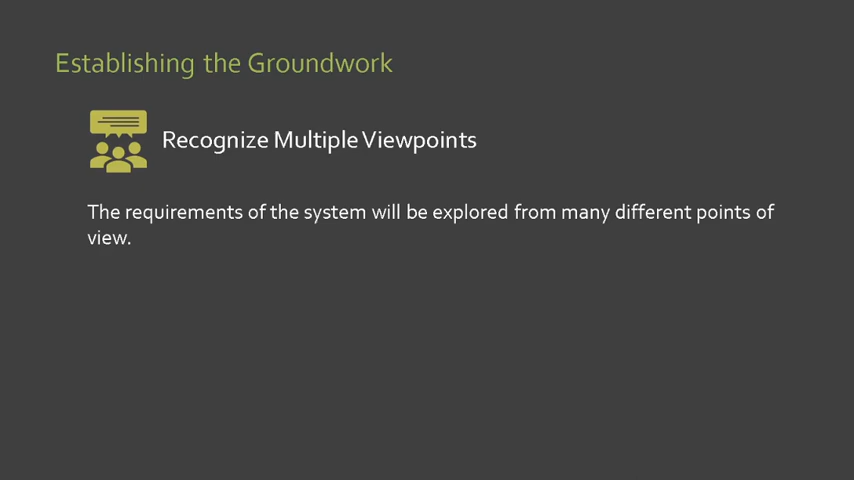 Establishing the Groundwork
Recognize Multiple Viewpoints
The requirements of the system will be explored from many different points of
view.